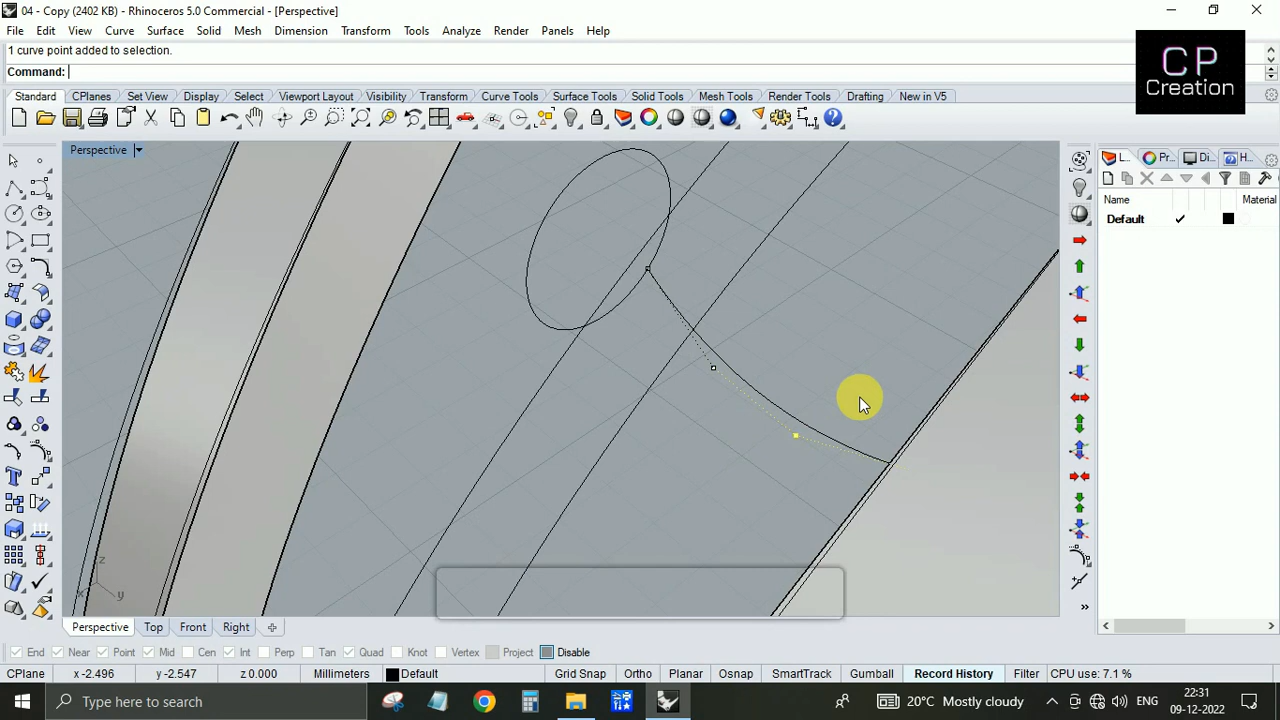 04 - Copy (2402 KB) - Rhinoceros 5.0 Commercial - [Perspective]
File Edit View Curve Surface Solid Mesh Dimension Transform Tools Analyze Render Panels Help
1 curve point added to selection.
Command:
CP
Creation
Standard CPlanes Set View Display Select Viewport Layout Visibility Transform Curve Tools Surface Tools Solid Tools Mesh Tools Render Tools Drafting New in V5
Perspective
L... Pr... Di... H...
Name Material
Default
z
x y
Perspective Top Front Right
End Near Point Mid Cen Int Perp Tan Quad Knot Vertex Project Disable
CPlane x -2.496 y -2.547 z 0.000 Millimeters Default Grid Snap Ortho Planar Osnap SmartTrack Gumball Record History Filter CPU use: 7.1 %
Type here to search
20°C Mostly cloudy
ENG
22:31
09-12-2022